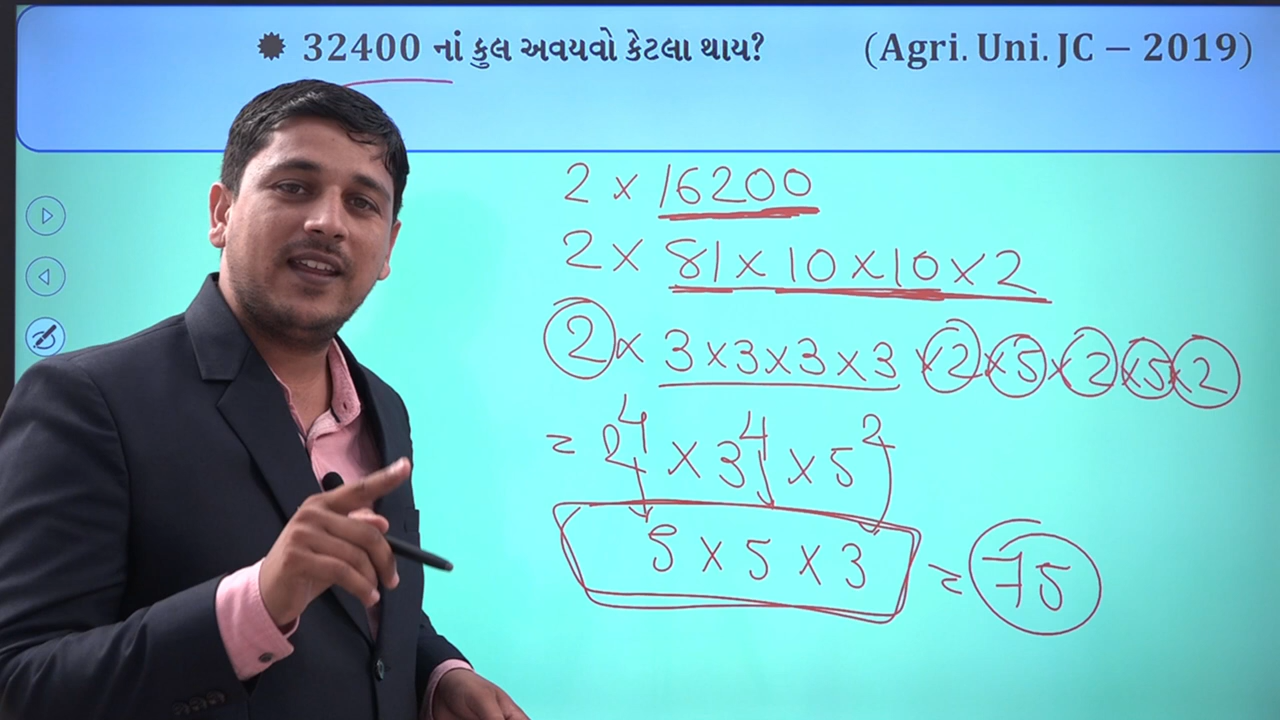 ✹ 32400 નાં કુલ અવયવો કેટલા થાય? (Agri. Uni. JC – 2019)
2 × 16200
2 × 81 × 10 × 10 × 2
2 × 3 × 3 × 3 × 3 × 2 × 5 × 2 × 5 × 2
= 2⁴ × 3⁴ × 5²
5 × 5 × 3 = 75